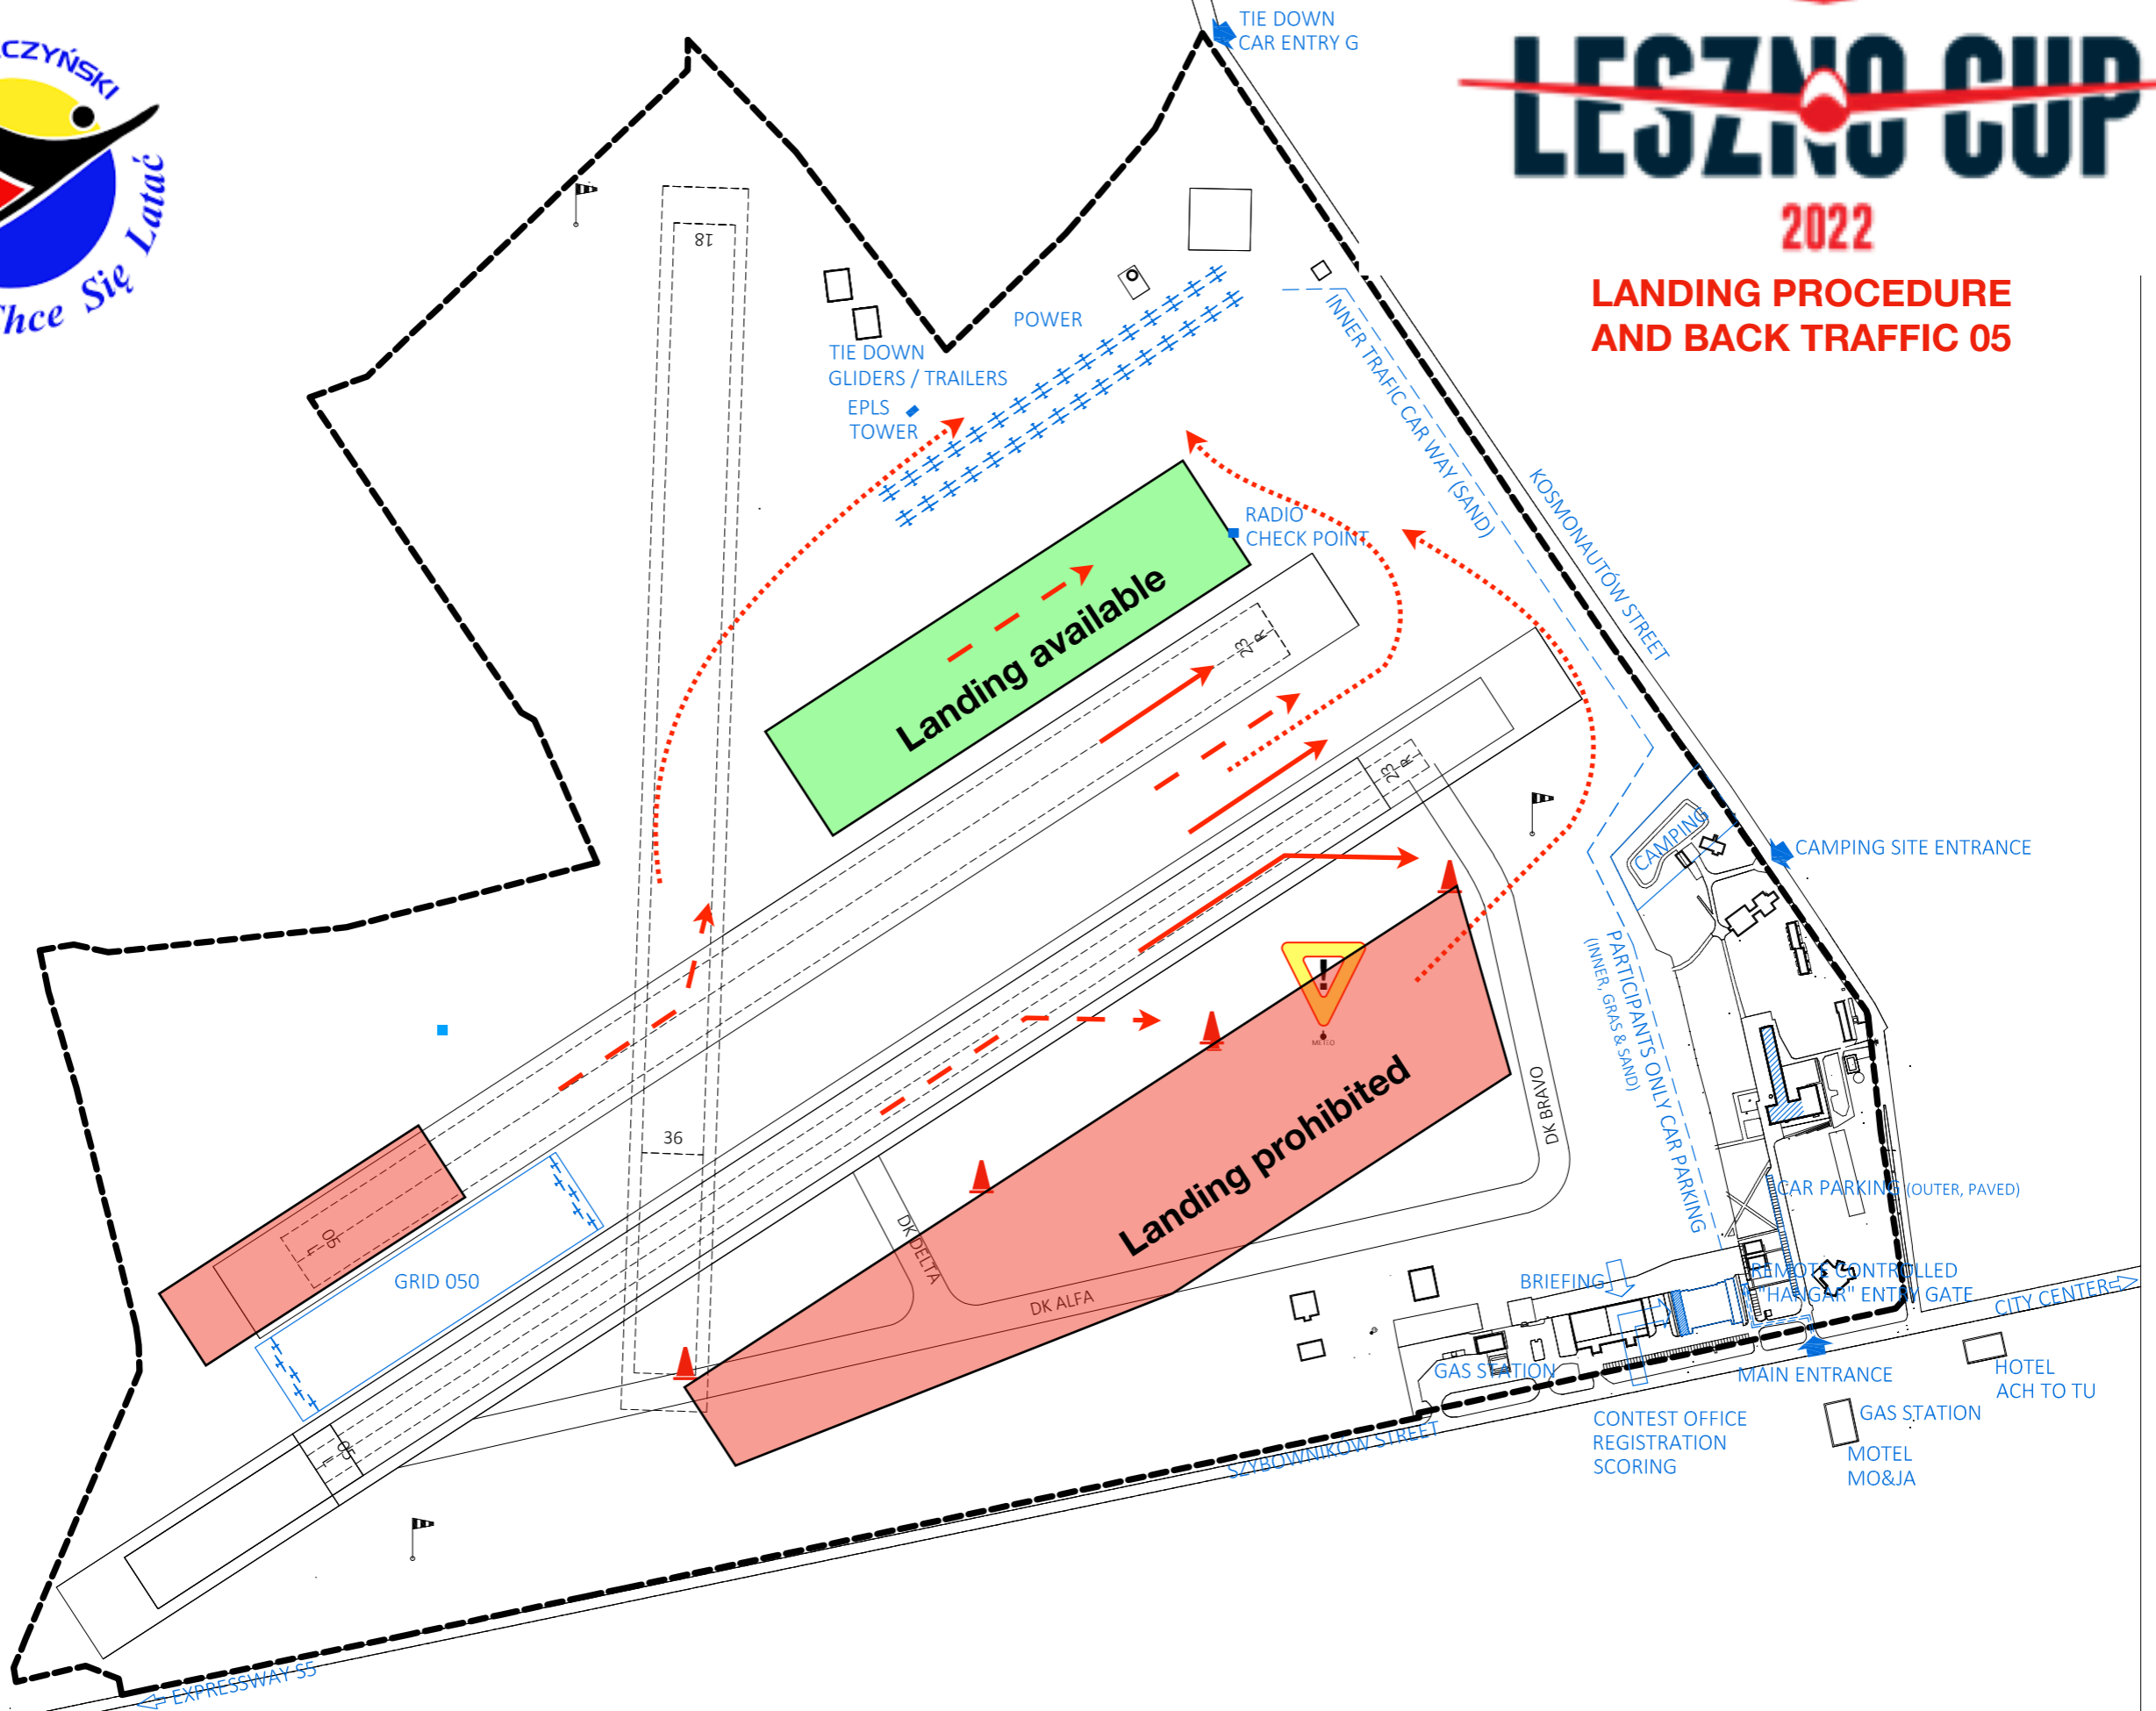 CZYŃSKI
hce Się Latać
TIE DOWN
CAR ENTRY G
LESZNO CUP
2022
LANDING PROCEDURE
AND BACK TRAFFIC 05
18
POWER
TIE DOWN
GLIDERS / TRAILERS
EPLS
TOWER
INNER TRAFIC CAR WAY (SAND)
KOSMONAUTÓW STREET
RADIO
CHECK POINT
Landing available
23
R
23
R
CAMPING
CAMPING SITE ENTRANCE
PARTICIPANTS ONLY CAR PARKING
(INNER, GRAS & SAND)
!
Landing prohibited
36
DK BRAVO
DK DELTA
DK ALFA
CAR PARKING (OUTER, PAVED)
05
L
GRID 050
BRIEFING
REMOTE CONTROLLED
"HANGAR" ENTRY GATE
CITY CENTER
GAS STATION
MAIN ENTRANCE
HOTEL
ACH TO TU
CONTEST OFFICE
REGISTRATION
SCORING
GAS STATION
MOTEL
MO&JA
SZYBOWNIKÓW STREET
05
L
EXPRESSWAY S5